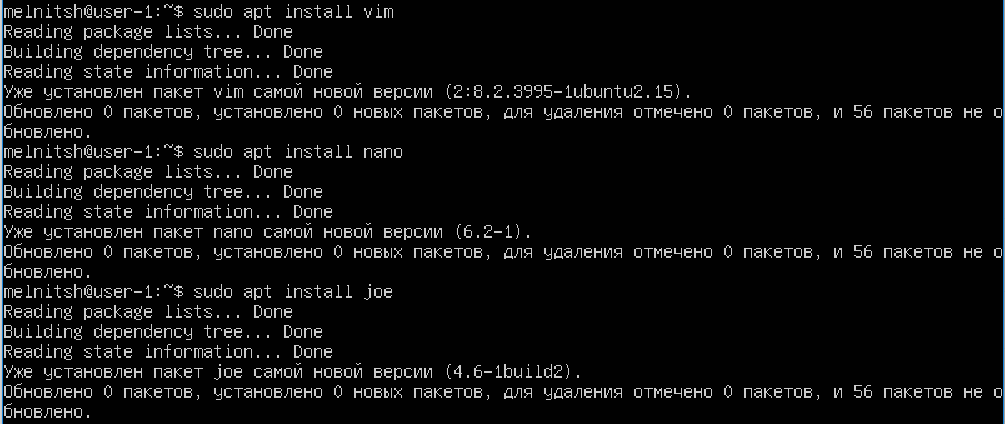 melnitsh@user-1:~$ sudo apt install vim
Reading package lists... Done
Building dependency tree... Done
Reading state information... Done
Уже установлен пакет vim самой новой версии (2:8.2.3995-1ubuntu2.15).
Обновлено 0 пакетов, установлено 0 новых пакетов, для удаления отмечено 0 пакетов, и 56 пакетов не о
бновлено.
melnitsh@user-1:~$ sudo apt install nano
Reading package lists... Done
Building dependency tree... Done
Reading state information... Done
Уже установлен пакет nano самой новой версии (6.2-1).
Обновлено 0 пакетов, установлено 0 новых пакетов, для удаления отмечено 0 пакетов, и 56 пакетов не о
бновлено.
melnitsh@user-1:~$ sudo apt install joe
Reading package lists... Done
Building dependency tree... Done
Reading state information... Done
Уже установлен пакет joe самой новой версии (4.6-1build2).
Обновлено 0 пакетов, установлено 0 новых пакетов, для удаления отмечено 0 пакетов, и 56 пакетов не о
бновлено.